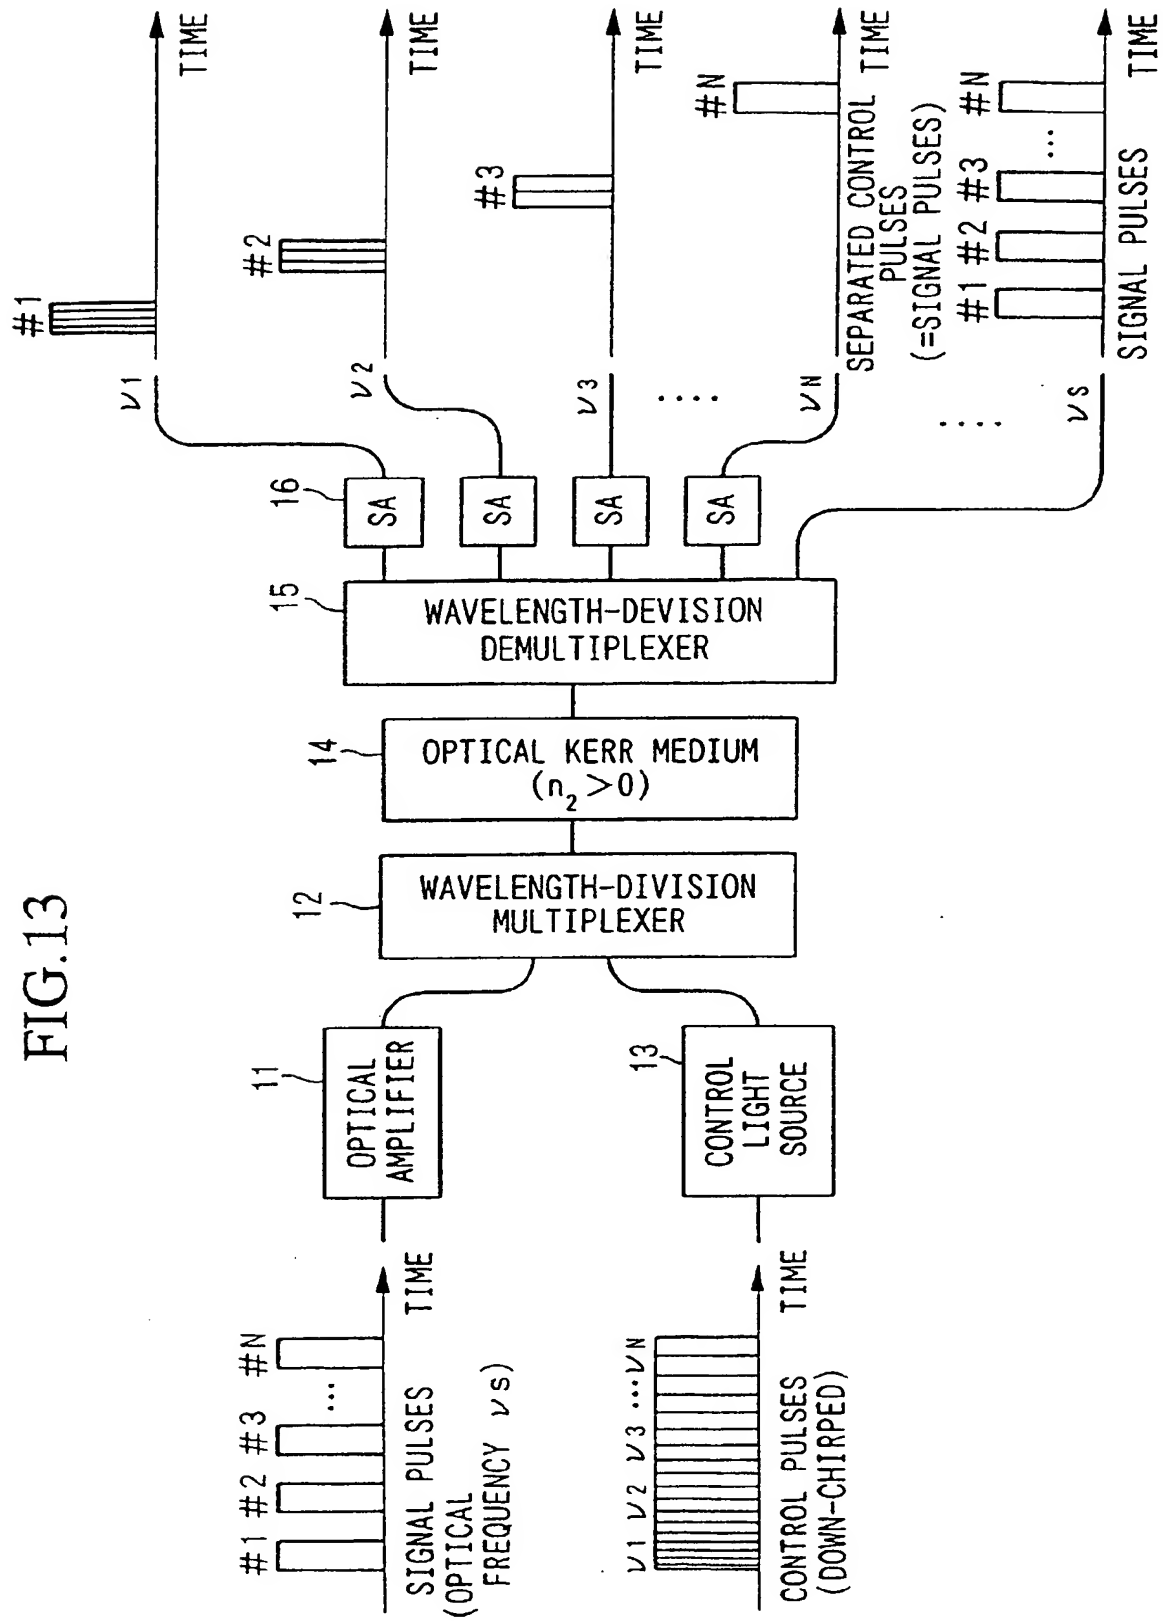 FIG.13
#1
#2
#3
...
#N
TIME
SIGNAL PULSES
(OPTICAL
FREQUENCY νs)
ν1
ν2
ν3
...νN
TIME
CONTROL PULSES
(DOWN-CHIRPED)
11
OPTICAL
AMPLIFIER
13
CONTROL
LIGHT
SOURCE
12
WAVELENGTH-DIVISION
MULTIPLEXER
14
OPTICAL KERR MEDIUM
(n₂>0)
15
WAVELENGTH-DEVISION
DEMULTIPLEXER
16
SA
SA
SA
SA
ν1
#1
TIME
ν2
#2
TIME
ν3
#3
TIME
....
νN
#N
TIME
SEPARATED CONTROL
PULSES
(=SIGNAL PULSES)
....
νs
#1
#2
#3
...
#N
TIME
SIGNAL PULSES